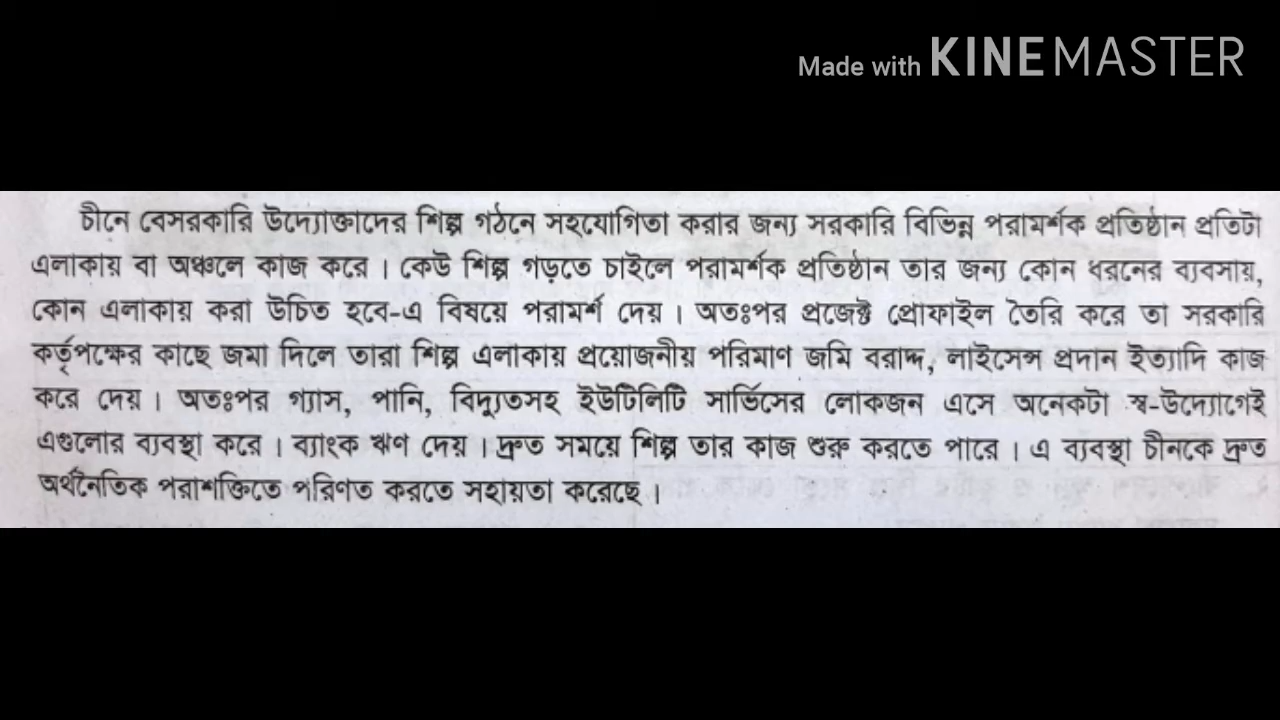 Made with KINEMASTER
চীনে বেসরকারি উদ্যোক্তাদের শিল্প গঠনে সহযোগিতা করার জন্য সরকারি বিভিন্ন পরামর্শক প্রতিষ্ঠান প্রতিটা
এলাকায় বা অঞ্চলে কাজ করে । কেউ শিল্প গড়তে চাইলে পরামর্শক প্রতিষ্ঠান তার জন্য কোন ধরনের ব্যবসায়,
কোন এলাকায় করা উচিত হবে-এ বিষয়ে পরামর্শ দেয় । অতঃপর প্রজেক্ট প্রোফাইল তৈরি করে তা সরকারি
কর্তৃপক্ষের কাছে জমা দিলে তারা শিল্প এলাকায় প্রয়োজনীয় পরিমাণ জমি বরাদ্দ, লাইসেন্স প্রদান ইত্যাদি কাজ
করে দেয় । অতঃপর গ্যাস, পানি, বিদ্যুতসহ ইউটিলিটি সার্ভিসের লোকজন এসে অনেকটা স্ব-উদ্যোগেই
এগুলোর ব্যবস্থা করে । ব্যাংক ঋণ দেয় । দ্রুত সময়ে শিল্প তার কাজ শুরু করতে পারে । এ ব্যবস্থা চীনকে দ্রুত
অর্থনৈতিক পরাশক্তিতে পরিণত করতে সহায়তা করেছে ।